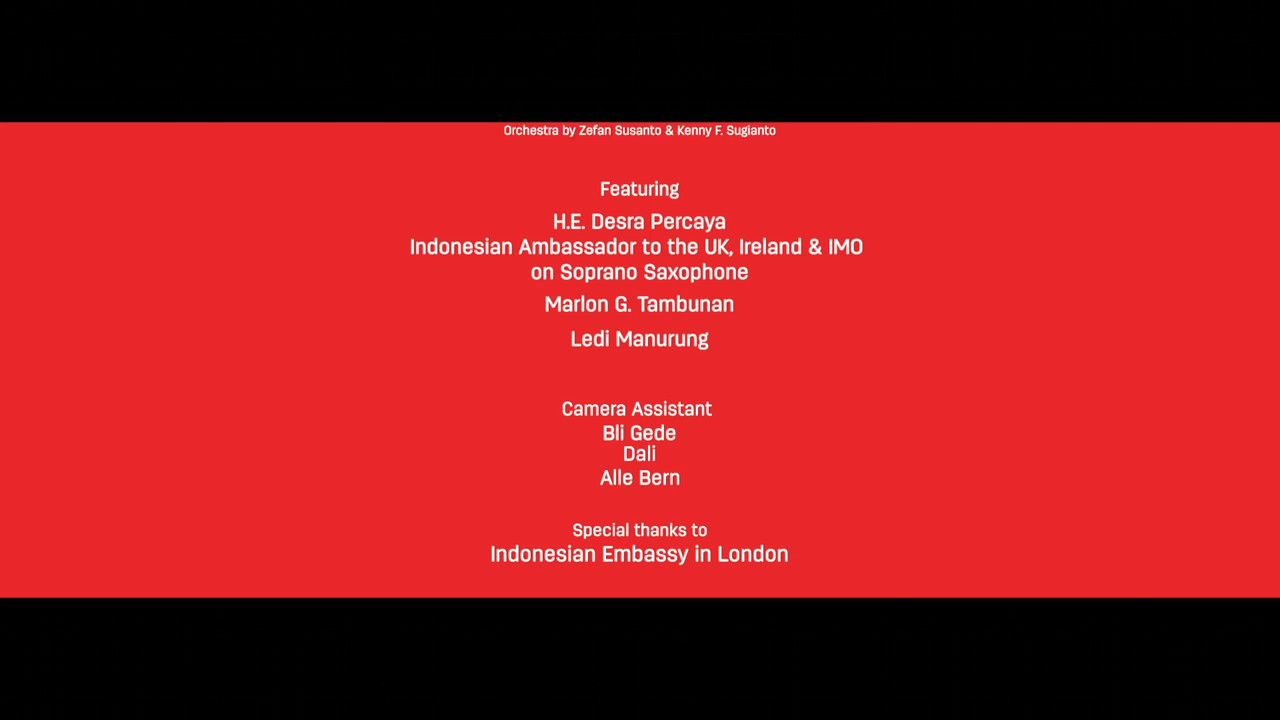 Orchestra by Zefan Susanto & Kenny F. Sugianto
Featuring
H.E. Desra Percaya
Indonesian Ambassador to the UK, Ireland & IMO
on Soprano Saxophone
Marlon G. Tambunan
Ledi Manurung
Camera Assistant
Bli Gede
Dali
Alle Bern
Special thanks to
Indonesian Embassy in London